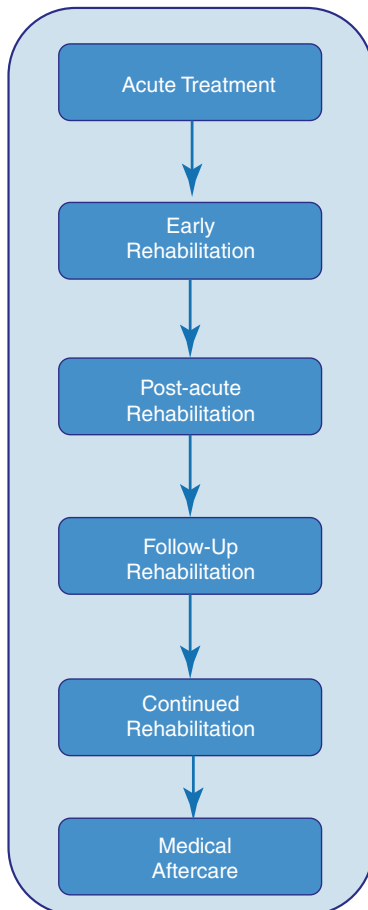 Acute Treatment
Early
Rehabilitation
Post-acute
Rehabilitation
Follow-Up
Rehabilitation
Continued
Rehabilitation
Medical
Aftercare